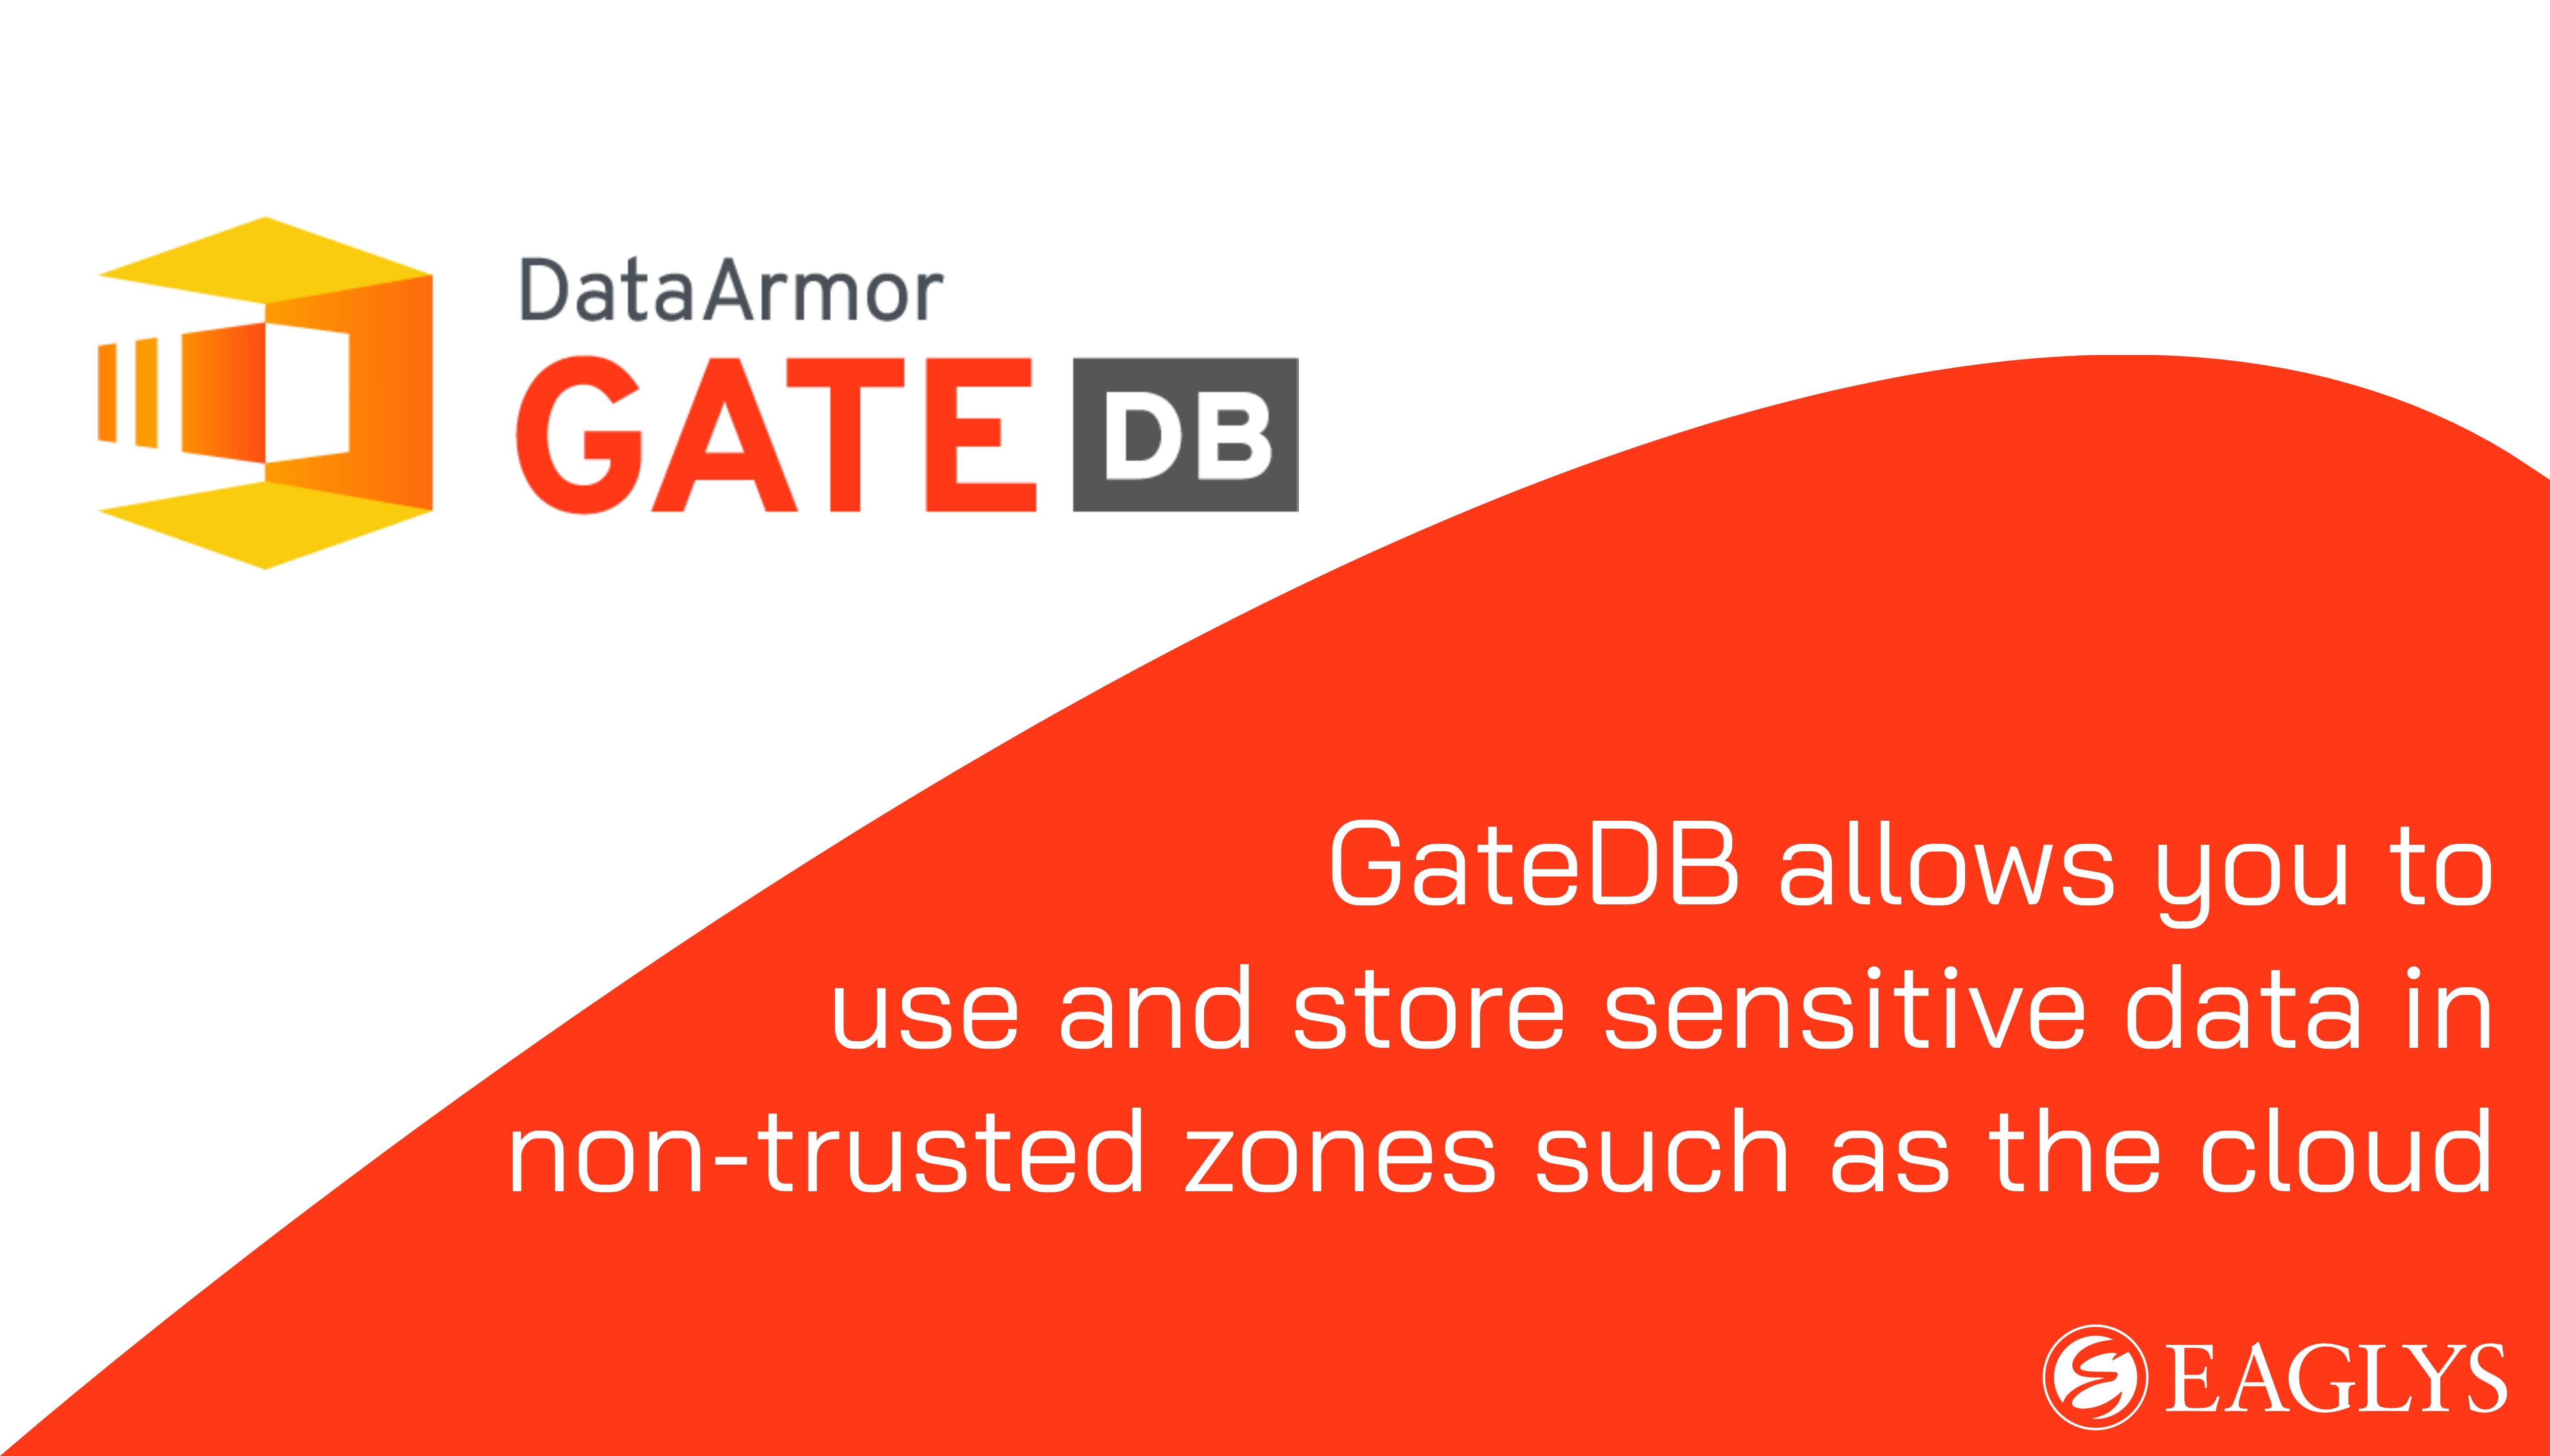 DataArmor
GATE DB
GateDB allows you to
use and store sensitive data in
non-trusted zones such as the cloud
EAGLYS